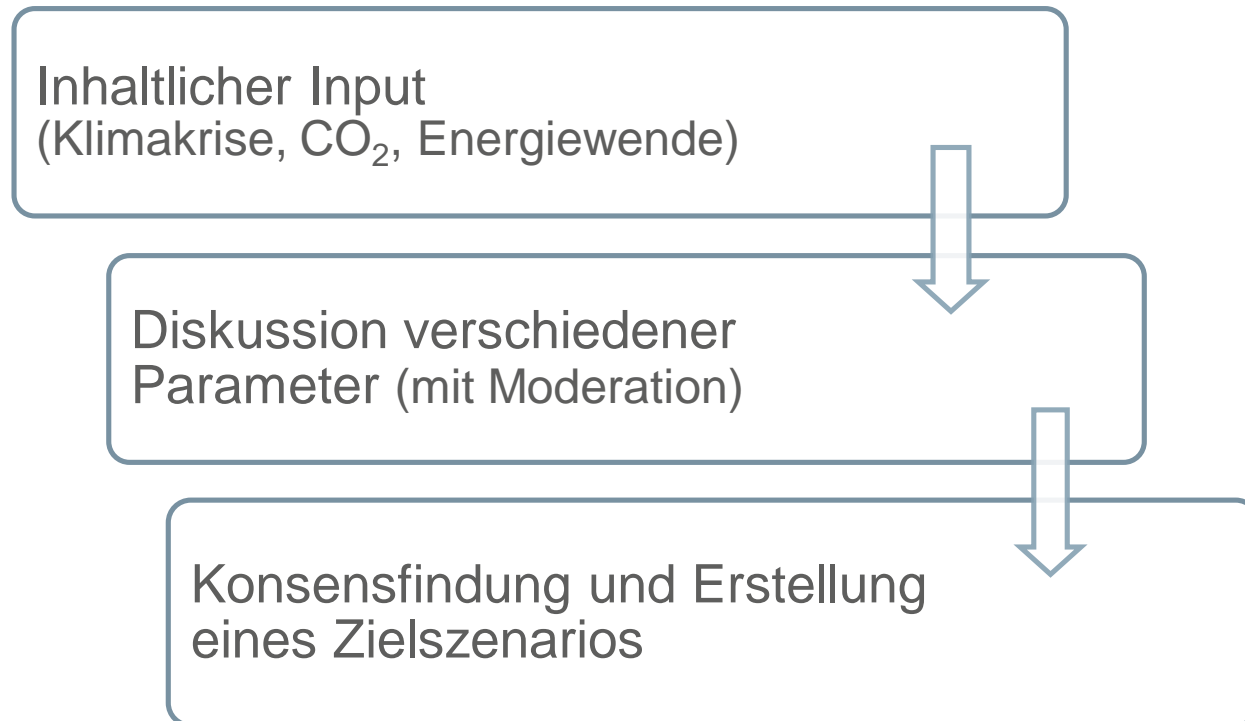 Inhaltlicher Input
(Klimakrise, CO₂, Energiewende)
Diskussion verschiedener
Parameter (mit Moderation)
Konsensfindung und Erstellung
eines Zielszenarios